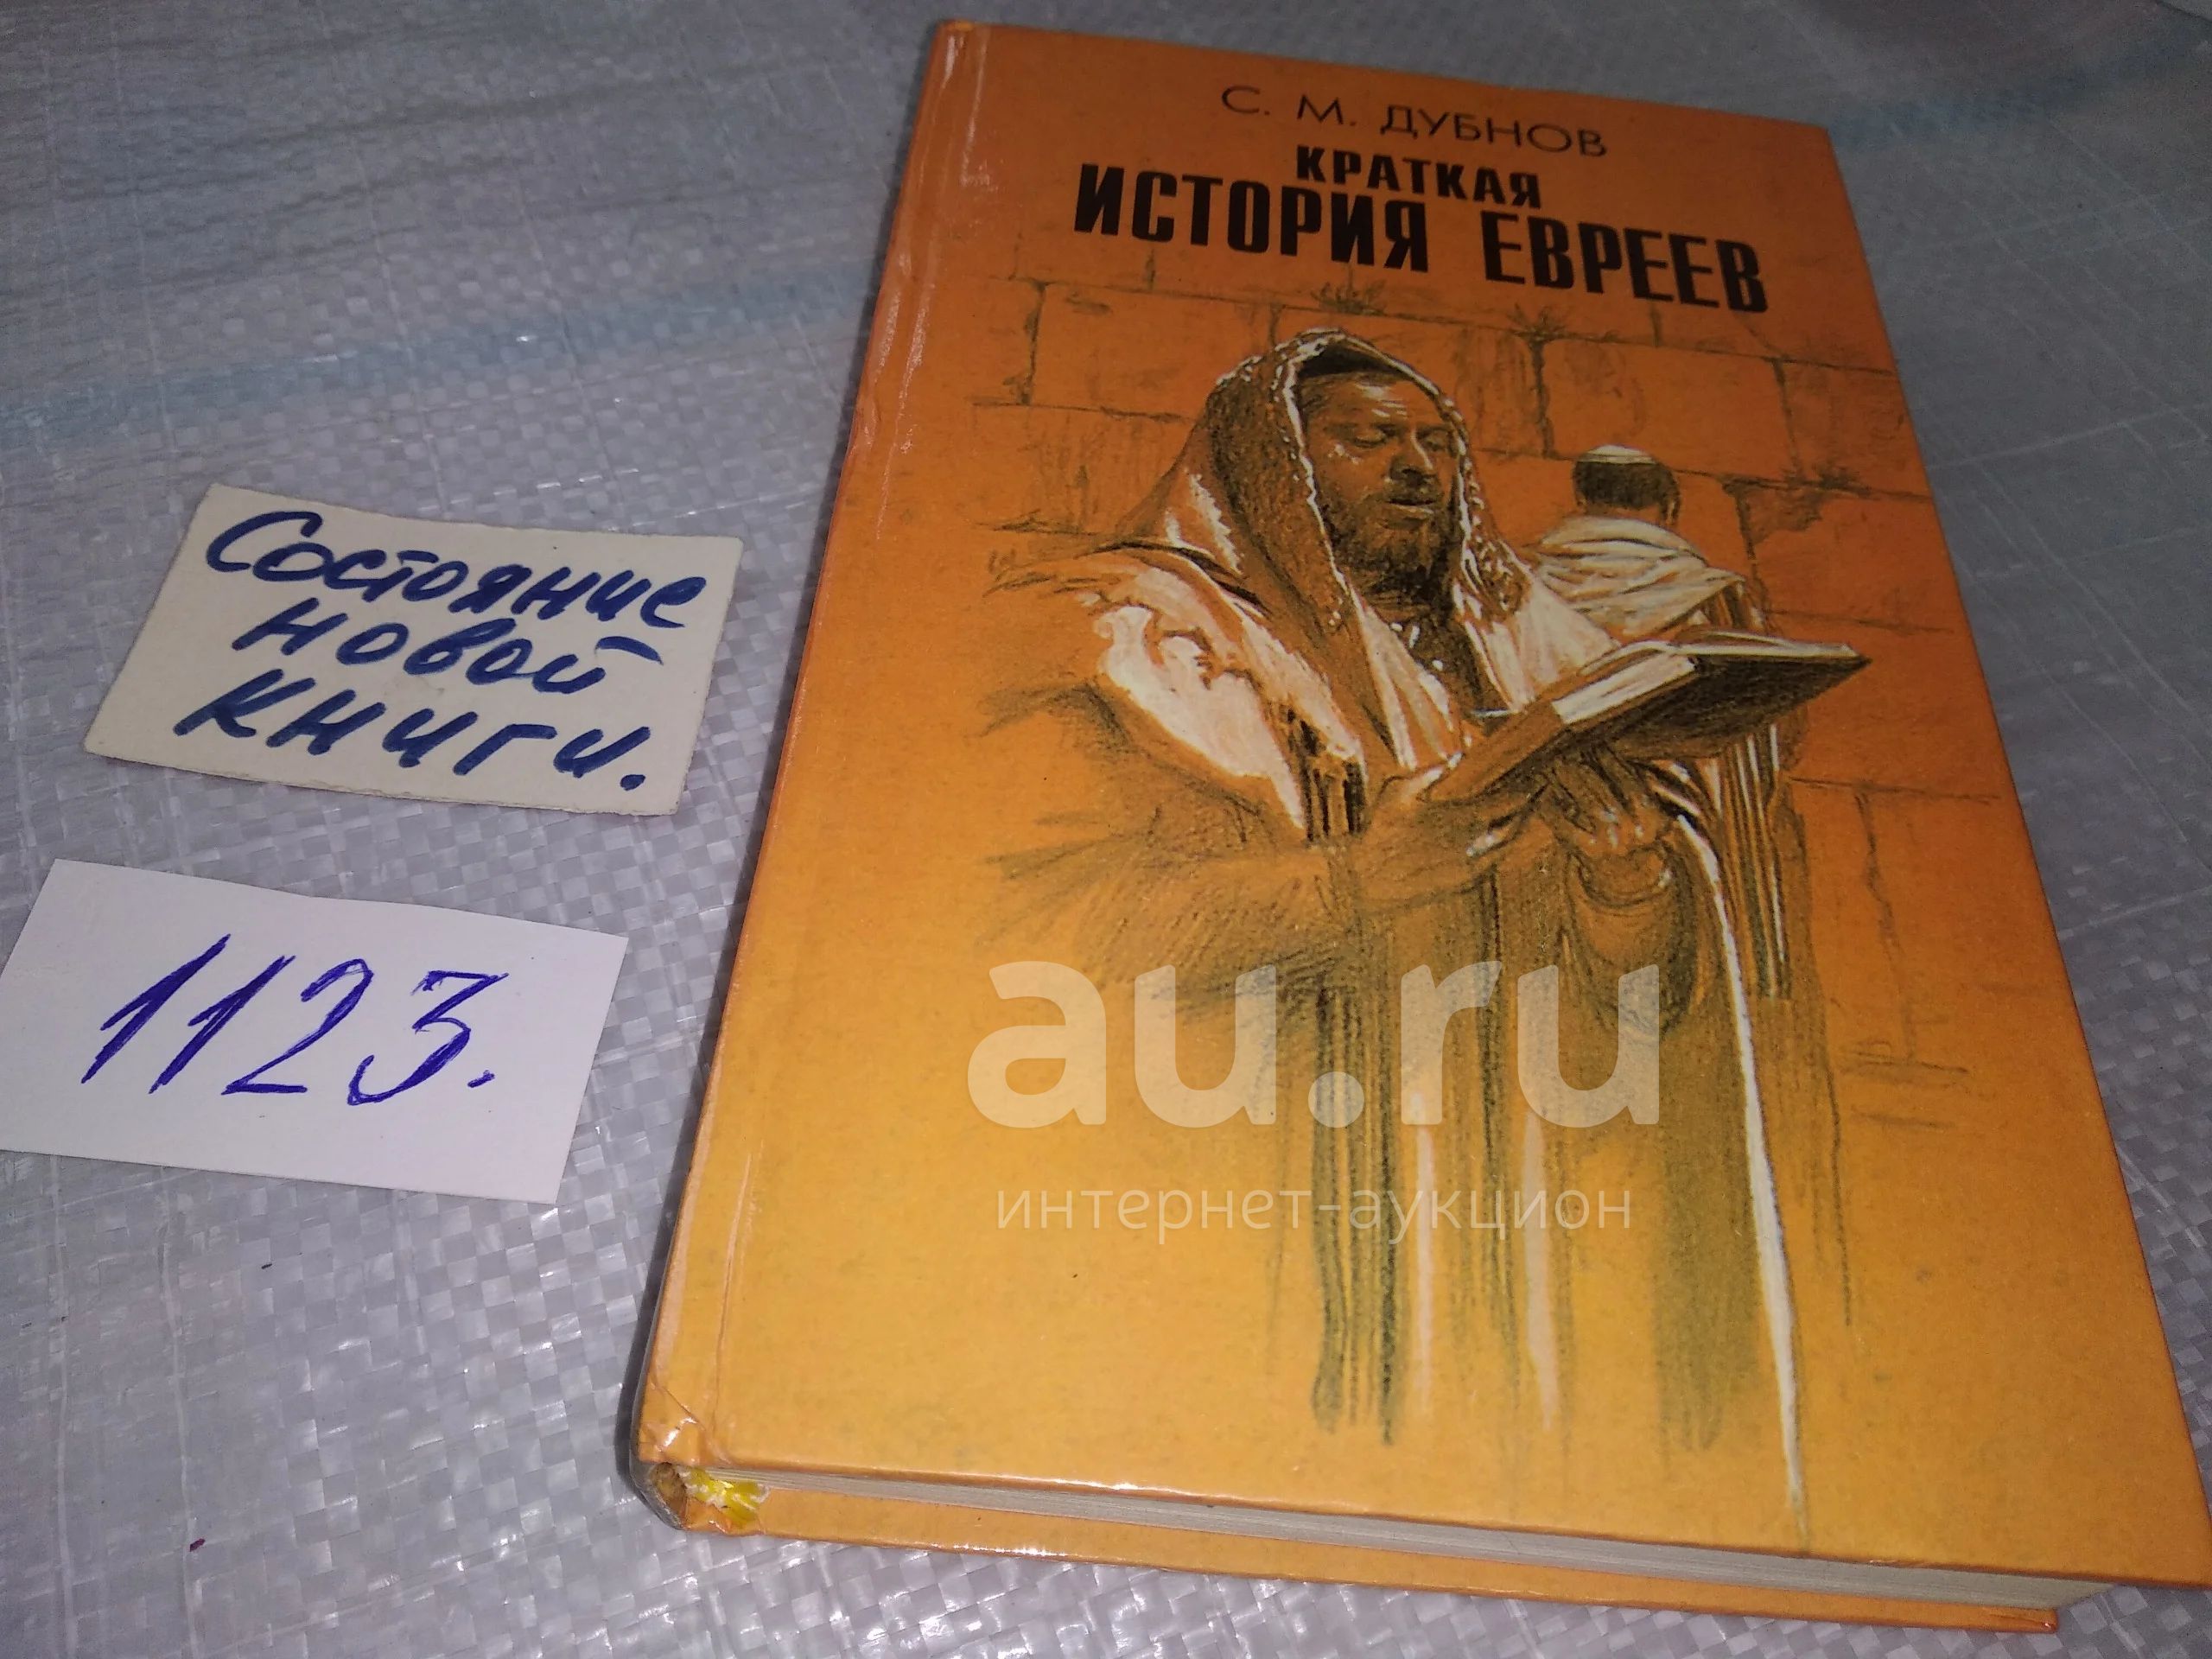 С. М. ДУБНОВ
КРАТКАЯ
ИСТОРИЯ ЕВРЕЕВ
Состояние
новой
книги.
1123.
au.ru
интернет-аукцион